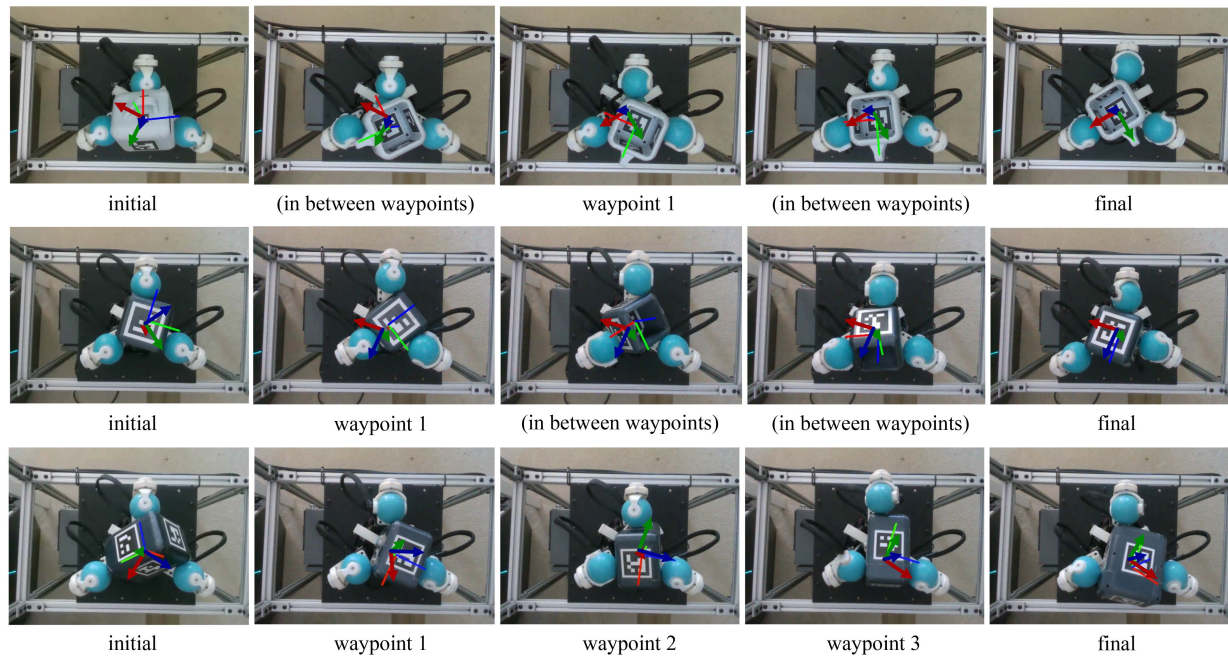 initial
(in between waypoints)
waypoint 1
(in between waypoints)
final
initial
waypoint 1
(in between waypoints)
(in between waypoints)
final
initial
waypoint 1
waypoint 2
waypoint 3
final